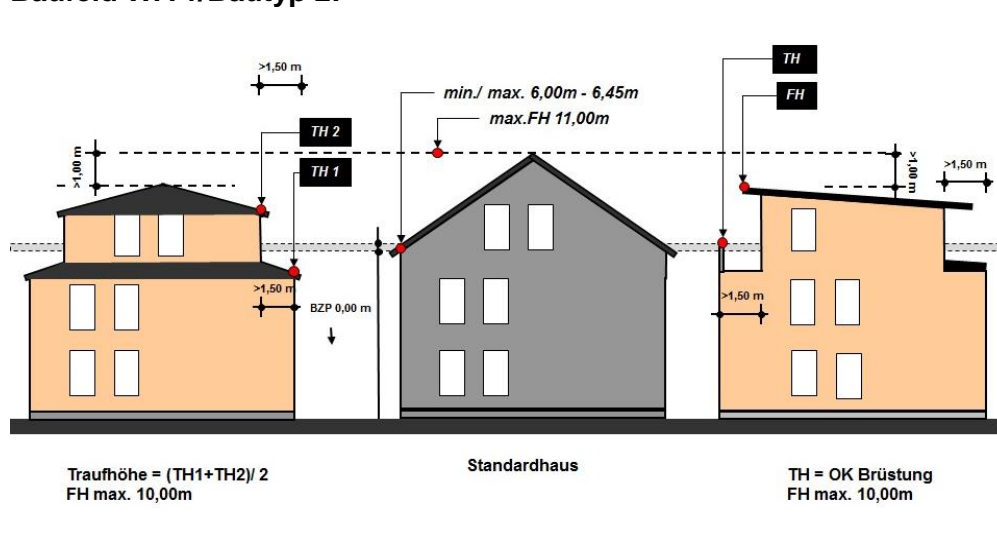 >1,50 m
TH
min./ max. 6,00m - 6,45m
FH
max.FH 11,00m
TH 2
>1,00 m
TH 1
>1,00 m
>1,50 m
>1,50 m
BZP 0,00 m
>1,50 m
Traufhöhe = (TH1+TH2)/ 2
FH max. 10,00m
Standardhaus
TH = OK Brüstung
FH max. 10,00m